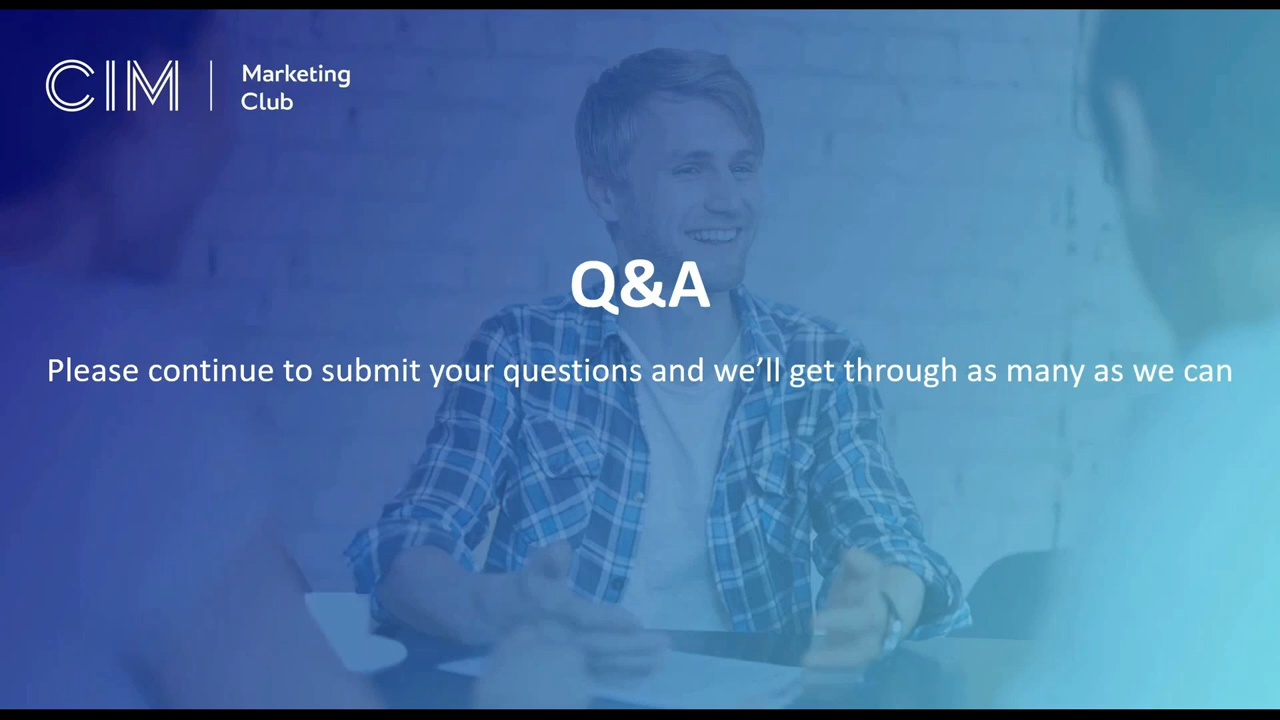 CIM
Marketing
Club
Q&A
Please continue to submit your questions and we’ll get through as many as we can